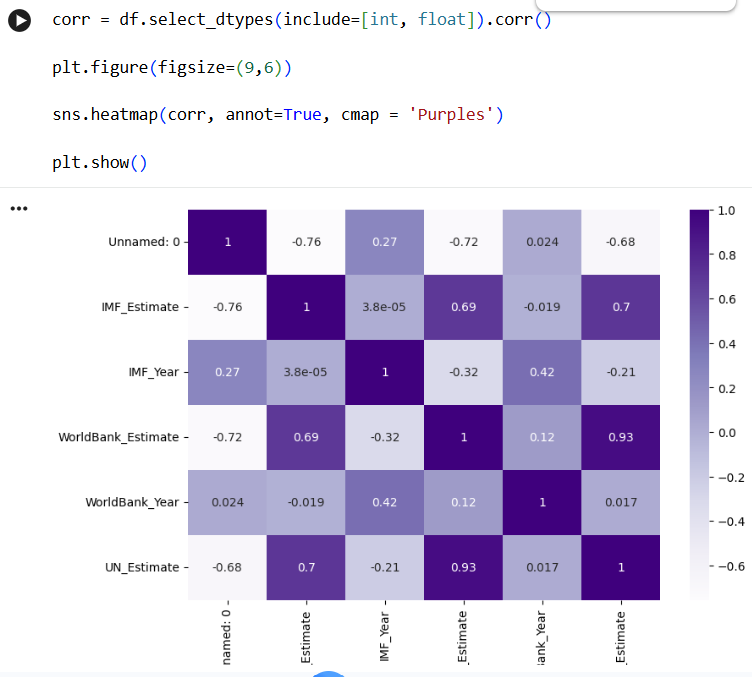 corr = df.select_dtypes(include=[int, float]).corr()
plt.figure(figsize=(9,6))
sns.heatmap(corr, annot=True, cmap = 'Purples')
plt.show()
Unnamed: 0 1 -0.76 0.27 -0.72 0.024 -0.68
IMF_Estimate -0.76 1 3.8e-05 0.69 -0.019 0.7
IMF_Year 0.27 3.8e-05 1 -0.32 0.42 -0.21
WorldBank_Estimate -0.72 0.69 -0.32 1 0.12 0.93
WorldBank_Year 0.024 -0.019 0.42 0.12 1 0.017
UN_Estimate -0.68 0.7 -0.21 0.93 0.017 1
named: 0
_Estimate
IMF_Year
_Estimate
ank_Year
_Estimate
1.0
0.8
0.6
0.4
0.2
0.0
−0.2
−0.4
−0.6